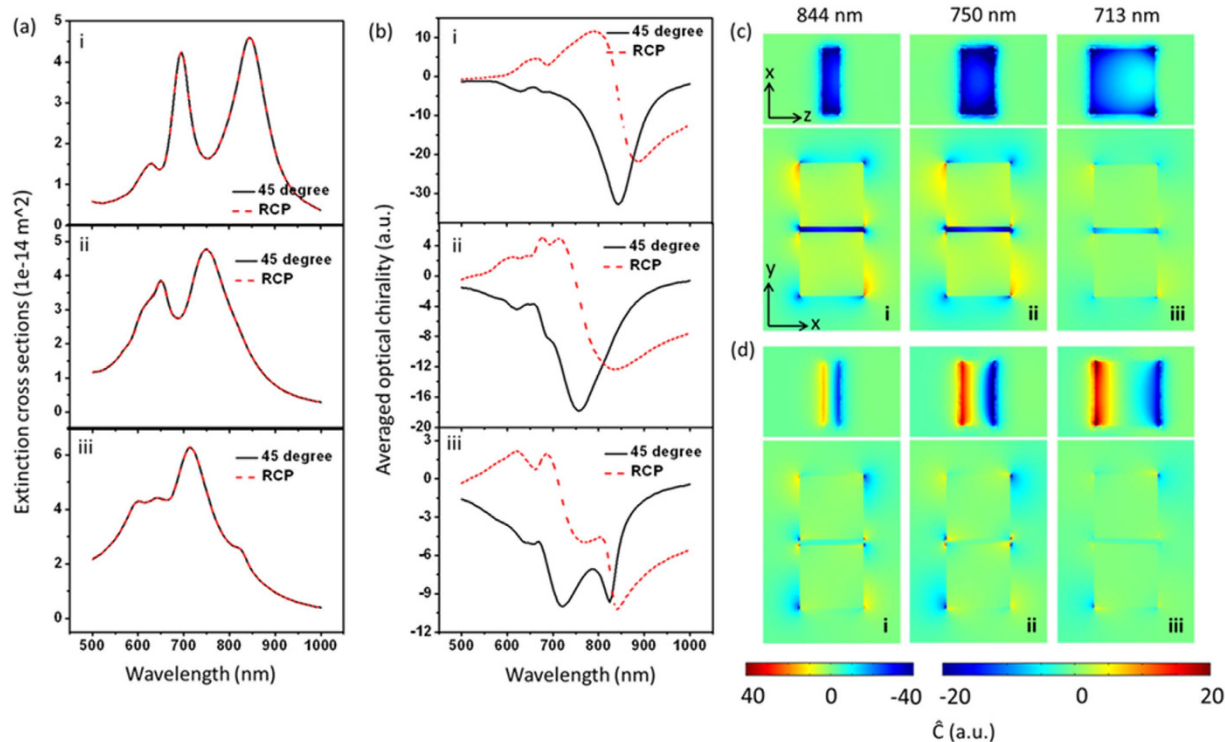 (a)
i
5
4
3
2
1
0
45 degree
RCP
ii
5
4
3
2
1
0
45 degree
RCP
iii
6
4
2
0
45 degree
RCP
500 600 700 800 900 1000
Wavelength (nm)
Extinction cross sections (1e-14 m^2)
(b)
i
10
0
-10
-20
-30
45 degree
RCP
ii
4
0
-4
-8
-12
-16
-20
45 degree
RCP
iii
3
0
-3
-6
-9
-12
45 degree
RCP
500 600 700 800 900 1000
Wavelength (nm)
Averaged optical chirality (a.u.)
844 nm 750 nm 713 nm
(c)
x
z
y
x
i ii iii
(d)
i ii iii
40 0 -40
-20 0 20
Ĉ (a.u.)